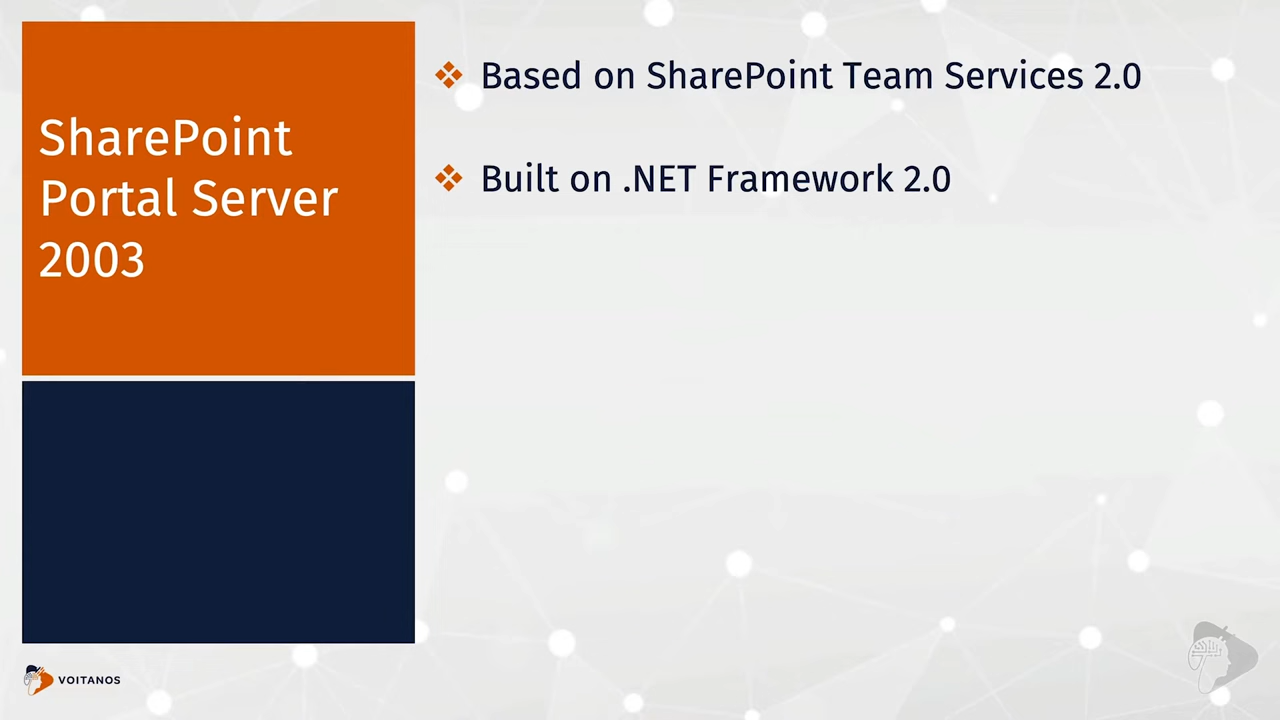 SharePoint
Portal Server
2003
Based on SharePoint Team Services 2.0
Built on .NET Framework 2.0
VOITANOS